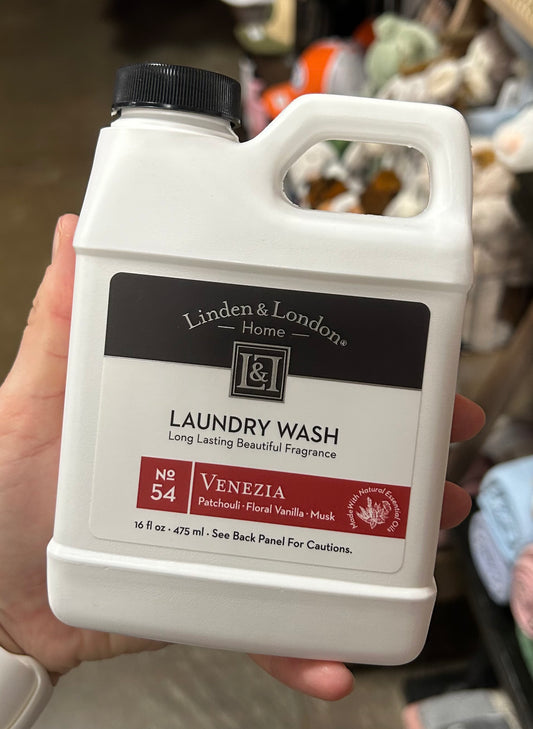 Linden & London®
Home
L&L
LAUNDRY WASH
Long Lasting Beautiful Fragrance
Nº
54
VENEZIA
Patchouli · Floral Vanilla · Musk
Made With Natural Essential Oils
16 fl oz · 475 ml · See Back Panel For Cautions.